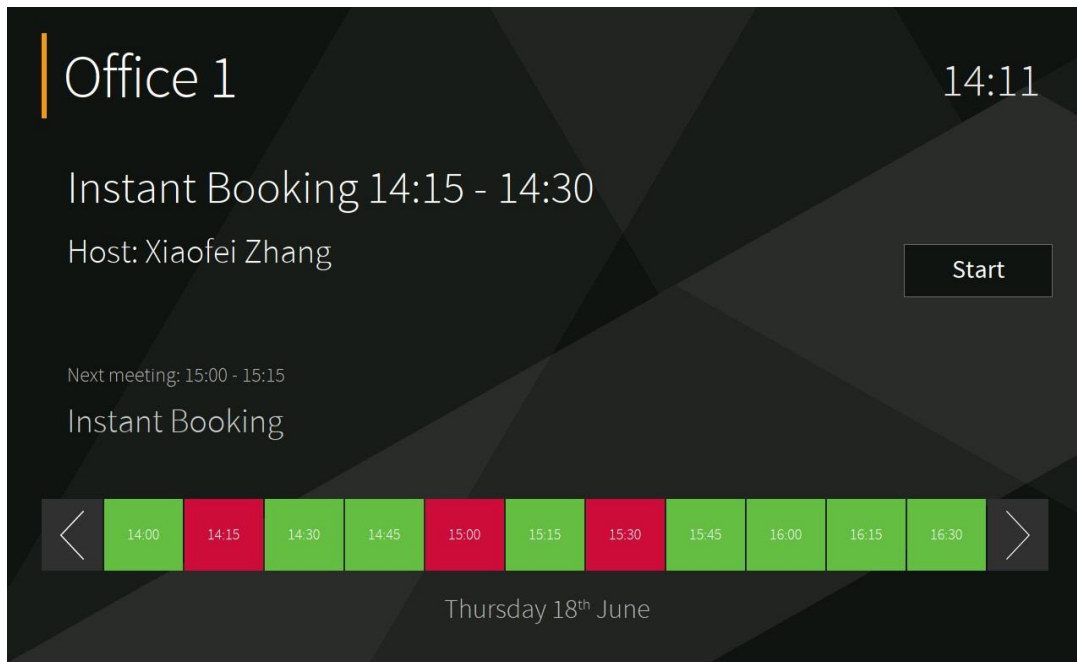 Office 1
14:11
Instant Booking 14:15 - 14:30
Host: Xiaofei Zhang
Start
Next meeting: 15:00 - 15:15
Instant Booking
14:00 14:15 14:30 14:45 15:00 15:15 15:30 15:45 16:00 16:15 16:30
Thursday 18th June